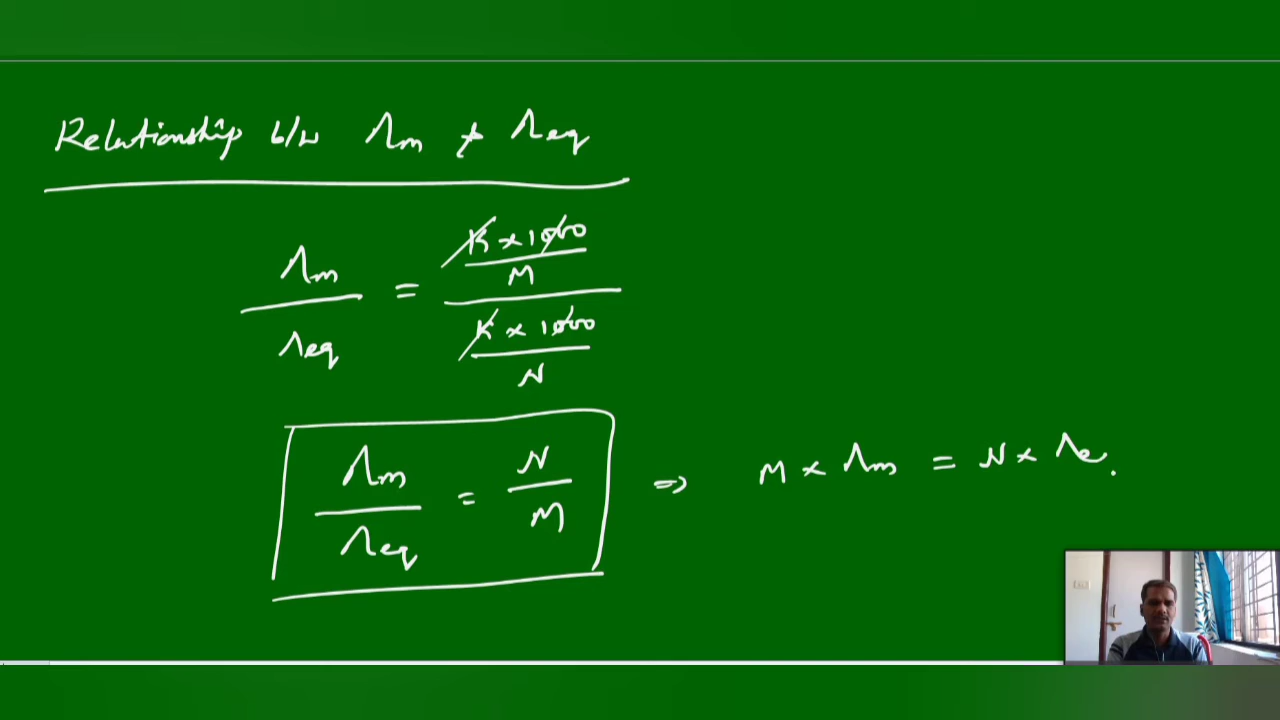 Relationship b/w Λm & Λeq
Λm / Λeq = (K × 1000 / M) / (K × 1000 / N)
Λm / Λeq = N / M ⇒ M × Λm = N × Λe.